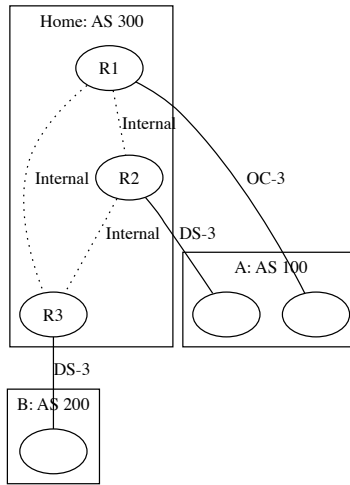 Home: AS 300
R1
Internal
Internal
R2
OC-3
Internal
DS-3
A: AS 100
R3
DS-3
B: AS 200